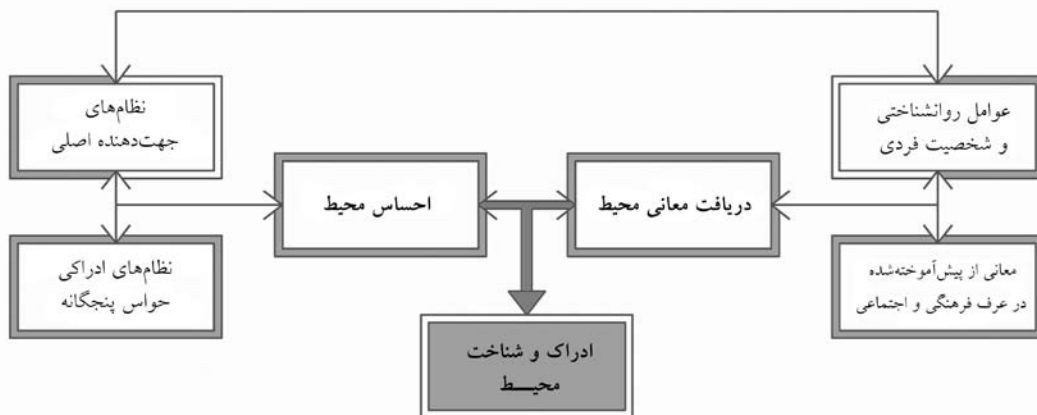 عوامل روانشناختی
و شخصیت فردی
نظام‌های
جهت‌دهنده اصلی
دریافت معانی محیط
احساس محیط
معانی از پیش‌آموخته‌شده
در عرف فرهنگی و اجتماعی
نظام‌های ادراکی
حواس پنجگانه
ادراک و شناخت
محیـــط